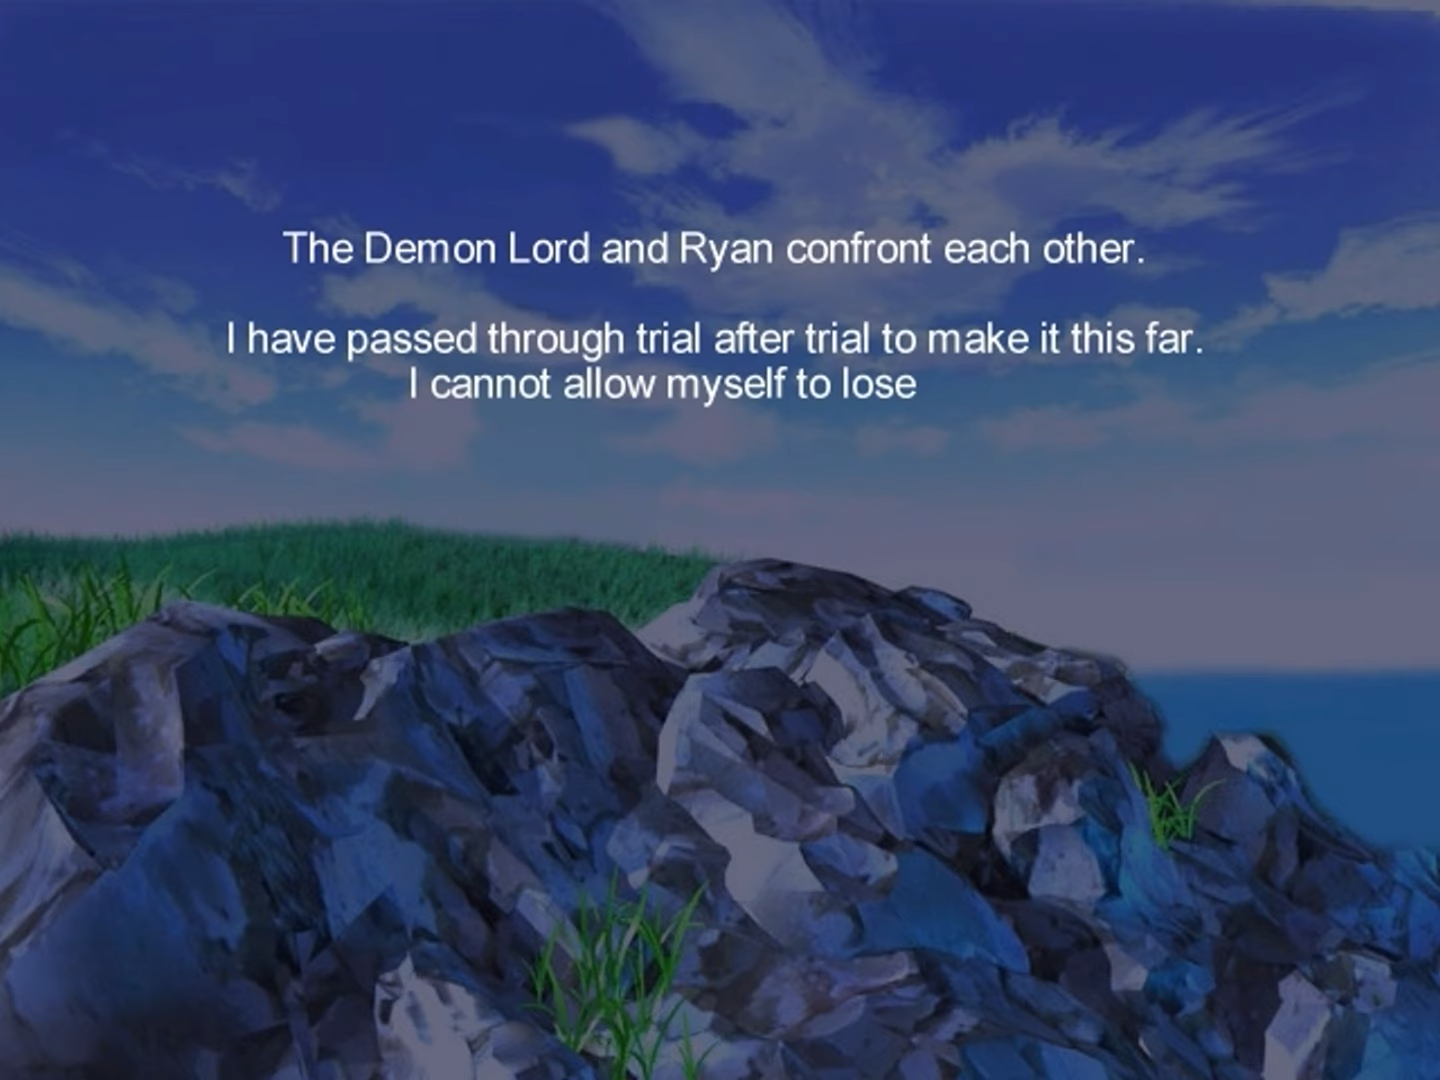 The Demon Lord and Ryan confront each other.
I have passed through trial after trial to make it this far.
I cannot allow myself to lose